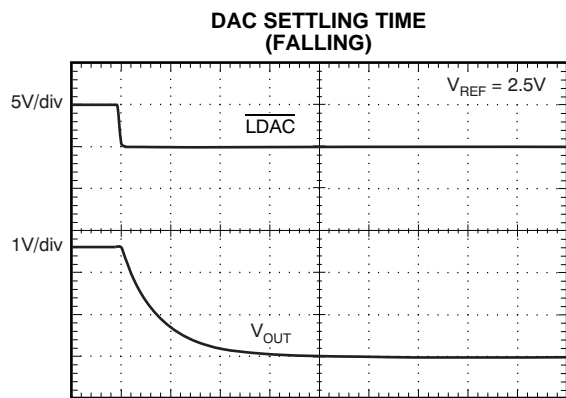 DAC SETTLING TIME
(FALLING)
5V/div
V_REF = 2.5V
LDAC
1V/div
V_OUT